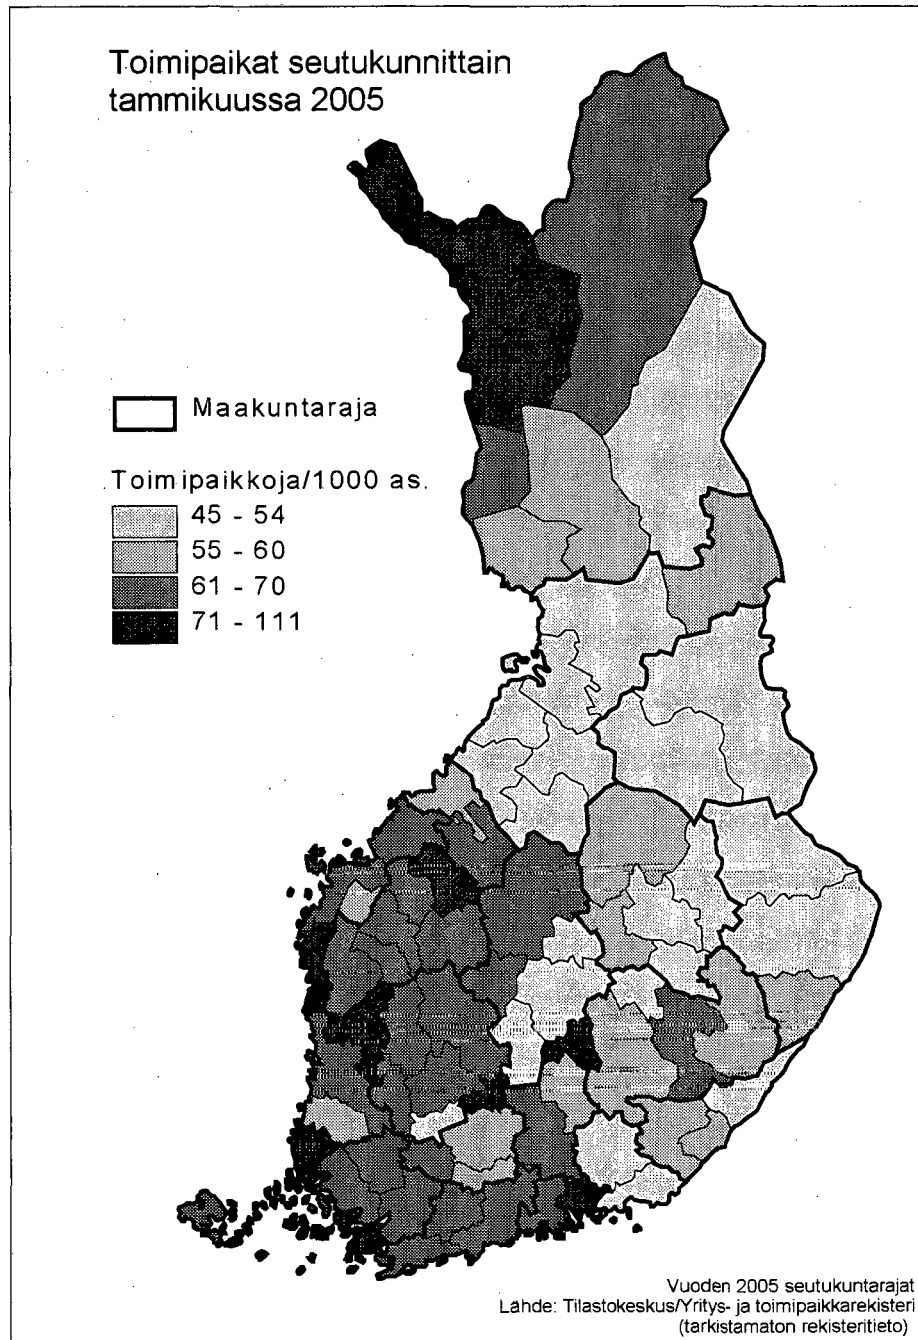 Toimipaikat seutukunnittain
tammikuussa 2005
Maakuntaraja
Toimipaikkoja/1000 as.
45 - 54
55 - 60
61 - 70
71 - 111
Vuoden 2005 seutukuntarajat
Lähde: Tilastokeskus/Yritys- ja toimipaikkarekisteri
(tarkistamaton rekisteritieto)